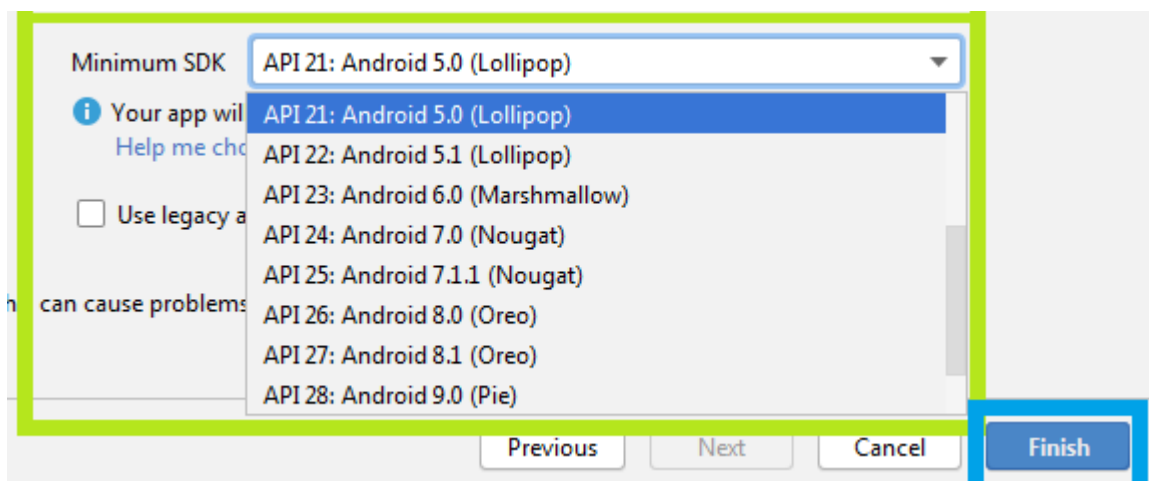 Minimum SDK API 21: Android 5.0 (Lollipop)
Your app wil API 21: Android 5.0 (Lollipop)
Help me cho API 22: Android 5.1 (Lollipop)
API 23: Android 6.0 (Marshmallow)
Use legacy a API 24: Android 7.0 (Nougat)
API 25: Android 7.1.1 (Nougat)
can cause problems API 26: Android 8.0 (Oreo)
API 27: Android 8.1 (Oreo)
API 28: Android 9.0 (Pie)
Previous Next Cancel Finish